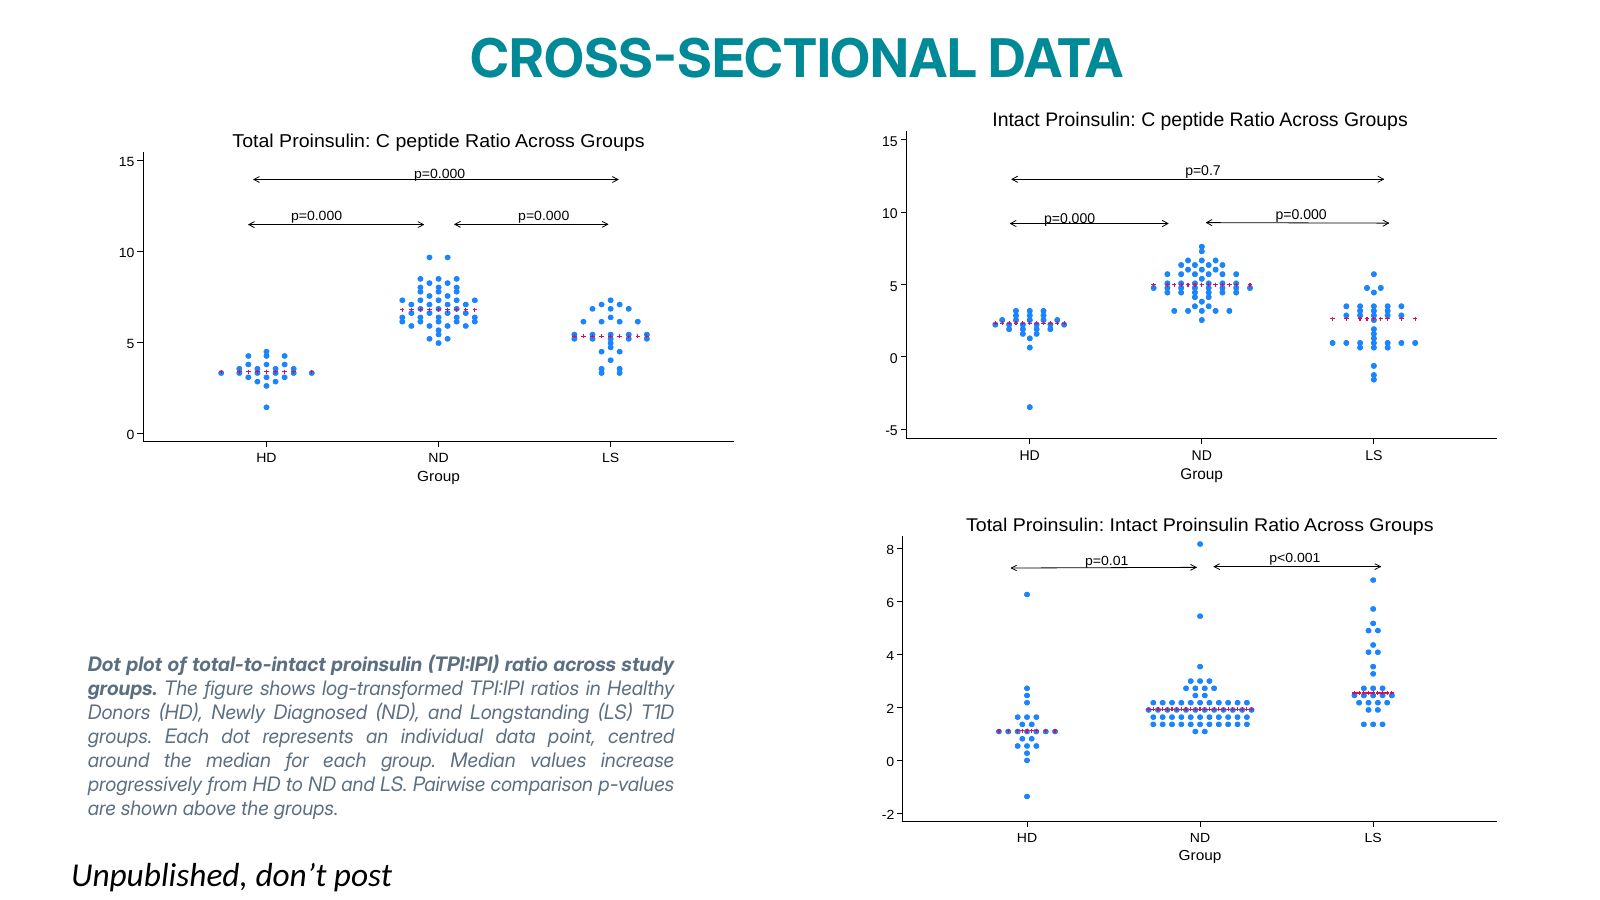 CROSS-SECTIONAL DATA
Total Proinsulin: C peptide Ratio Across Groups
15
10
5
0
p=0.000
p=0.000
p=0.000
HD
ND
LS
Group
Intact Proinsulin: C peptide Ratio Across Groups
15
10
5
0
-5
p=0.7
p=0.000
p=0.000
HD
ND
LS
Group
Total Proinsulin: Intact Proinsulin Ratio Across Groups
8
6
4
2
0
-2
p=0.01
p<0.001
HD
ND
LS
Group
Dot plot of total-to-intact proinsulin (TPI:IPI) ratio across study
groups. The figure shows log-transformed TPI:IPI ratios in Healthy
Donors (HD), Newly Diagnosed (ND), and Longstanding (LS) T1D
groups. Each dot represents an individual data point, centred
around the median for each group. Median values increase
progressively from HD to ND and LS. Pairwise comparison p-values
are shown above the groups.
Unpublished, don’t post